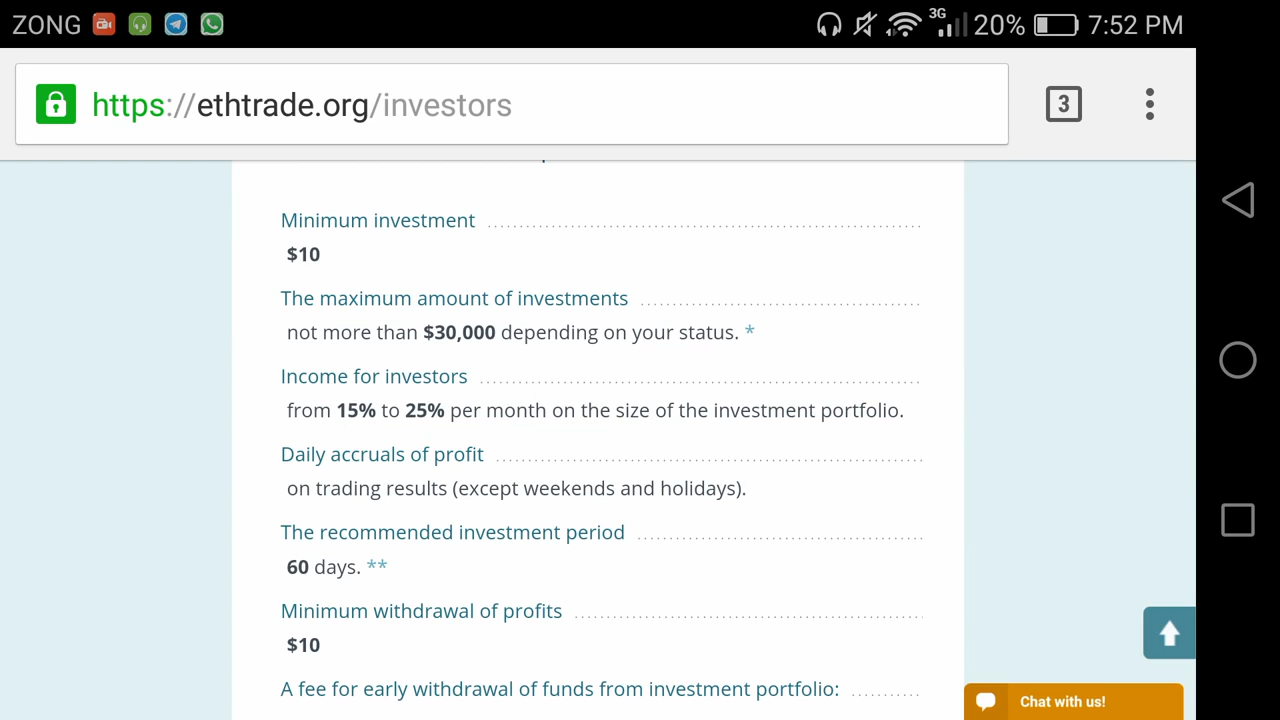 ZONG 3G 20% 7:52 PM
https://ethtrade.org/investors 3
Minimum investment
$10
The maximum amount of investments
not more than $30,000 depending on your status. *
Income for investors
from 15% to 25% per month on the size of the investment portfolio.
Daily accruals of profit
on trading results (except weekends and holidays).
The recommended investment period
60 days. **
Minimum withdrawal of profits
$10
A fee for early withdrawal of funds from investment portfolio:
Chat with us!